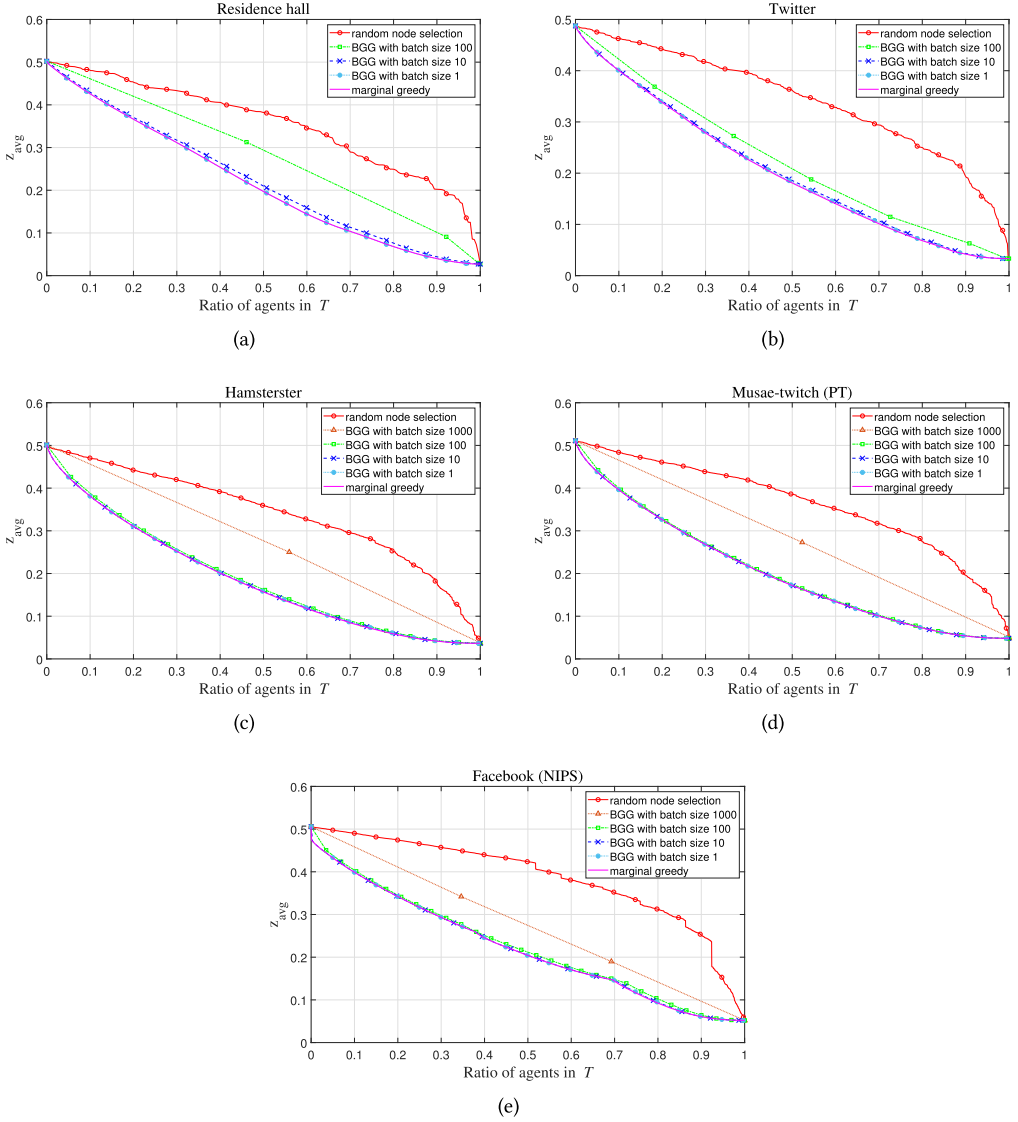 Residence hall
0.6
0.5
0.4
0.3
0.2
0.1
0
z_avg
random node selection
BGG with batch size 100
BGG with batch size 10
BGG with batch size 1
marginal greedy
0 0.1 0.2 0.3 0.4 0.5 0.6 0.7 0.8 0.9 1
Ratio of agents in T
(a)
Twitter
0.5
0.4
0.3
0.2
0.1
0
z_avg
random node selection
BGG with batch size 100
BGG with batch size 10
BGG with batch size 1
marginal greedy
0 0.1 0.2 0.3 0.4 0.5 0.6 0.7 0.8 0.9 1
Ratio of agents in T
(b)
Hamsterster
0.6
0.5
0.4
0.3
0.2
0.1
0
z_avg
random node selection
BGG with batch size 1000
BGG with batch size 100
BGG with batch size 10
BGG with batch size 1
marginal greedy
0 0.1 0.2 0.3 0.4 0.5 0.6 0.7 0.8 0.9 1
Ratio of agents in T
(c)
Musae-twitch (PT)
0.6
0.5
0.4
0.3
0.2
0.1
0
z_avg
random node selection
BGG with batch size 1000
BGG with batch size 100
BGG with batch size 10
BGG with batch size 1
marginal greedy
0 0.1 0.2 0.3 0.4 0.5 0.6 0.7 0.8 0.9 1
Ratio of agents in T
(d)
Facebook (NIPS)
0.6
0.5
0.4
0.3
0.2
0.1
0
z_avg
random node selection
BGG with batch size 1000
BGG with batch size 100
BGG with batch size 10
BGG with batch size 1
marginal greedy
0 0.1 0.2 0.3 0.4 0.5 0.6 0.7 0.8 0.9 1
Ratio of agents in T
(e)